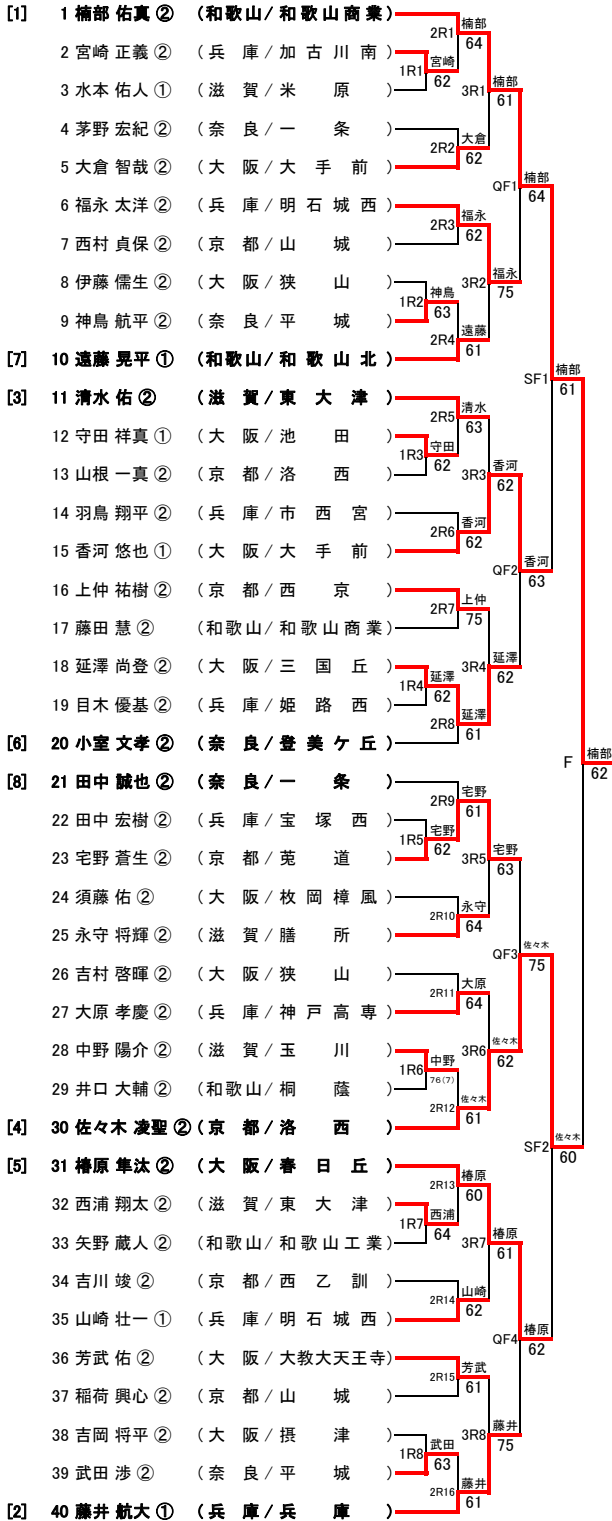 [1] 1 楠部 佑真 ② (和歌山/和歌山商業)
2R1 楠部 64
2 宮崎 正義 ② (兵 庫/加古川南)
1R1 宮崎 62
3 水本 佑人 ① (滋 賀/米 原)
3R1 楠部 61
4 茅野 宏紀 ② (奈 良/一 条)
2R2 大倉 62
5 大倉 智哉 ② (大 阪/大 手 前)
QF1 楠部 64
6 福永 太洋 ② (兵 庫/明石城西)
2R3 福永 62
7 西村 貞保 ② (京 都/山 城)
3R2 福永 75
8 伊藤 儒生 ② (大 阪/狭 山)
1R2 神鳥 63
9 神鳥 航平 ② (奈 良/平 城)
2R4 遠藤 61
[7] 10 遠藤 晃平 ① (和歌山/和歌山北)
SF1 楠部 61
[3] 11 清水 佑 ② (滋 賀/東 大 津)
2R5 清水 63
12 守田 祥真 ① (大 阪/池 田)
1R3 守田 62
13 山根 一真 ② (京 都/洛 西)
3R3 香河 62
14 羽鳥 翔平 ② (兵 庫/市 西 宮)
2R6 香河 62
15 香河 悠也 ① (大 阪/大 手 前)
QF2 香河 63
16 上仲 祐樹 ② (京 都/西 京)
2R7 上仲 75
17 藤田 慧 ② (和歌山/和歌山商業)
3R4 延澤 62
18 延澤 尚登 ② (大 阪/三 国 丘)
1R4 延澤 62
19 目木 優基 ② (兵 庫/姫 路 西)
2R8 延澤 61
[6] 20 小室 文孝 ② (奈 良/登美ケ丘)
F 楠部 62
[8] 21 田中 誠也 ② (奈 良/一 条)
2R9 宅野 61
22 田中 宏樹 ② (兵 庫/宝 塚 西)
1R5 宅野 62
23 宅野 蒼生 ② (京 都/莵 道)
3R5 宅野 63
24 須藤 佑 ② (大 阪/枚岡樟風)
2R10 永守 64
25 永守 将輝 ② (滋 賀/膳 所)
QF3 佐々木 75
26 吉村 啓暉 ② (大 阪/狭 山)
2R11 大原 64
27 大原 孝慶 ② (兵 庫/神戸高専)
3R6 佐々木 62
28 中野 陽介 ② (滋 賀/玉 川)
1R6 中野 76(7)
29 井口 大輔 ② (和歌山/桐 蔭)
2R12 佐々木 61
[4] 30 佐々木 凌聖 ② (京 都/洛 西)
SF2 佐々木 60
[5] 31 椿原 隼汰 ② (大 阪/春 日 丘)
2R13 椿原 60
32 西浦 翔太 ② (滋 賀/東 大 津)
1R7 西浦 64
33 矢野 蔵人 ② (和歌山/和歌山工業)
3R7 椿原 61
34 吉川 竣 ② (京 都/西 乙 訓)
2R14 山崎 62
35 山崎 壮一 ① (兵 庫/明石城西)
QF4 椿原 62
36 芳武 佑 ② (大 阪/大教大天王寺)
2R15 芳武 61
37 稲荷 興心 ② (京 都/山 城)
3R8 藤井 75
38 吉岡 将平 ② (大 阪/摂 津)
1R8 武田 63
39 武田 渉 ② (奈 良/平 城)
2R16 藤井 61
[2] 40 藤井 航大 ① (兵 庫/兵 庫)